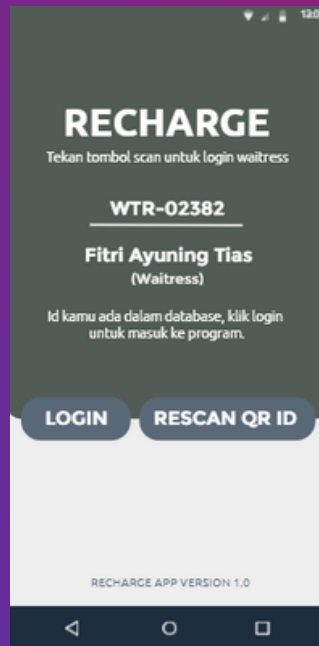 RECHARGE
Tekan tombol scan untuk login waitress
WTR-02382
Fitri Ayuning Tias
(Waitress)
Id kamu ada dalam database, klik login
untuk masuk ke program.
LOGIN
RESCAN QR ID
RECHARGE APP VERSION 1.0